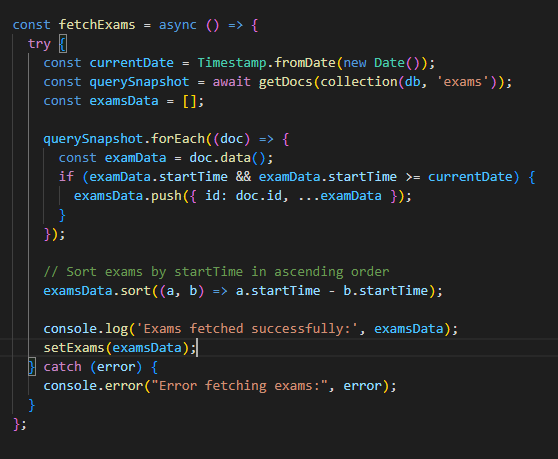 const fetchExams = async () => {
  try {
    const currentDate = Timestamp.fromDate(new Date());
    const querySnapshot = await getDocs(collection(db, 'exams'));
    const examsData = [];

    querySnapshot.forEach((doc) => {
      const examData = doc.data();
      if (examData.startTime && examData.startTime >= currentDate) {
        examsData.push({ id: doc.id, ...examData });
      }
    });

    // Sort exams by startTime in ascending order
    examsData.sort((a, b) => a.startTime - b.startTime);

    console.log('Exams fetched successfully:', examsData);
    setExams(examsData);
  } catch (error) {
    console.error("Error fetching exams:", error);
  }
};